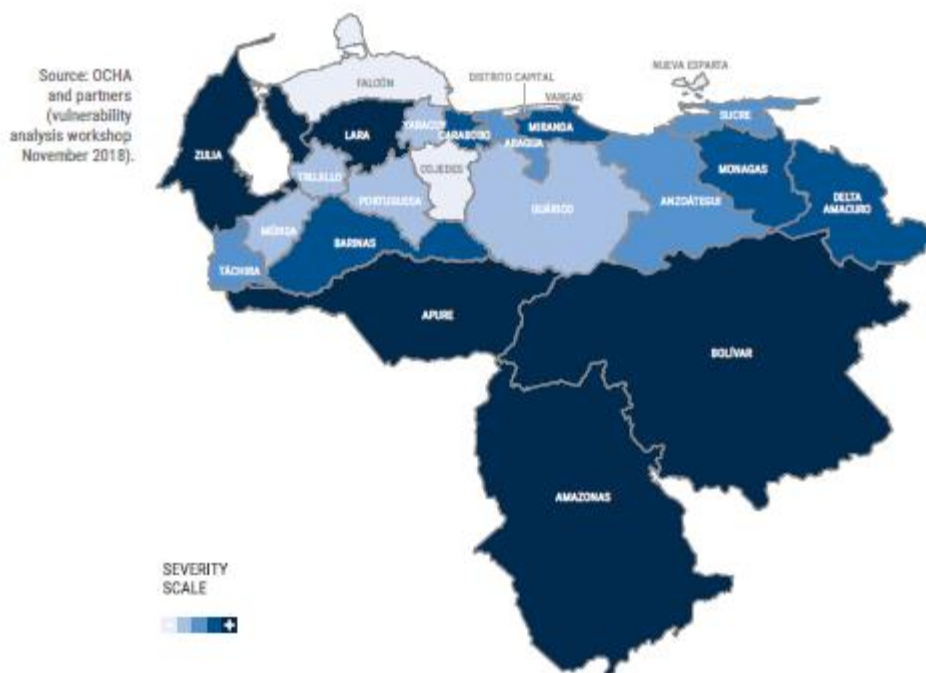 Source: OCHA
and partners
(vulnerability
analysis workshop
November 2018).
FALCÓN
DISTRITO CAPITAL
VARGAS
NUEVA ESPARTA
ZULIA
LARA
YARACUY
CARABOBO
ARAGUA
MIRANDA
SUCRE
TRUJILLO
PORTUGUESA
COJEDES
GUÁRICO
ANZOÁTEGUI
MONAGAS
DELTA
AMACURO
MÉRIDA
BARINAS
TÁCHIRA
APURE
BOLÍVAR
AMAZONAS
SEVERITY
SCALE
- +